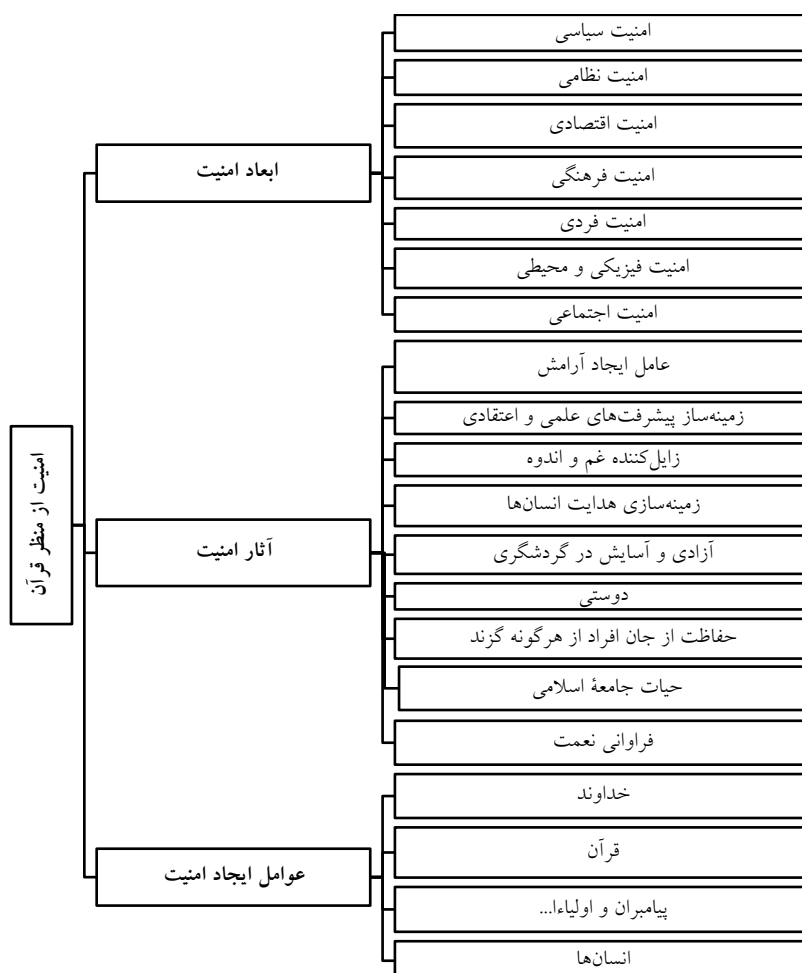 امنیت از منظر قرآن
ابعاد امنیت
امنیت سیاسی
امنیت نظامی
امنیت اقتصادی
امنیت فرهنگی
امنیت فردی
امنیت فیزیکی و محیطی
امنیت اجتماعی
آثار امنیت
عامل ایجاد آرامش
زمینه‌ساز پیشرفت‌های علمی و اعتقادی
زایل‌کننده غم و اندوه
زمینه‌سازی هدایت انسان‌ها
آزادی و آسایش در گردشگری
دوستی
حفاظت از جان افراد از هرگونه گزند
حیات جامعۀ اسلامی
فراوانی نعمت
عوامل ایجاد امنیت
خداوند
قرآن
پیامبران و اولیاءا...
انسان‌ها